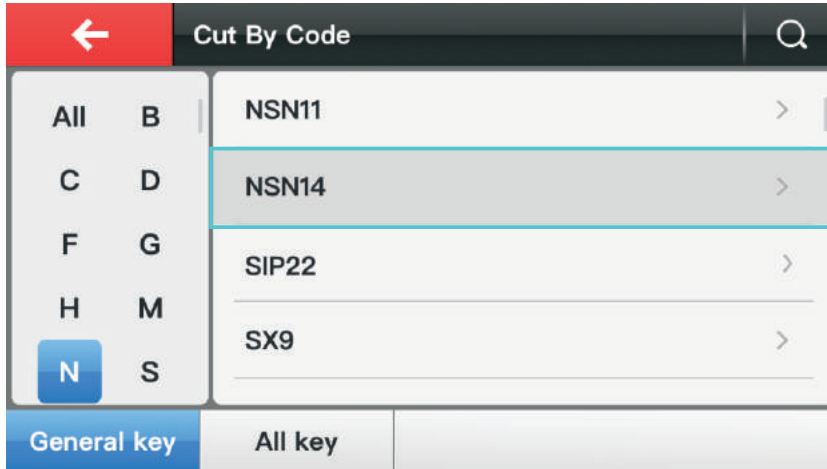 Cut By Code
All B
C D
F G
H M
N S
NSN11
NSN14
SIP22
SX9
General key
All key